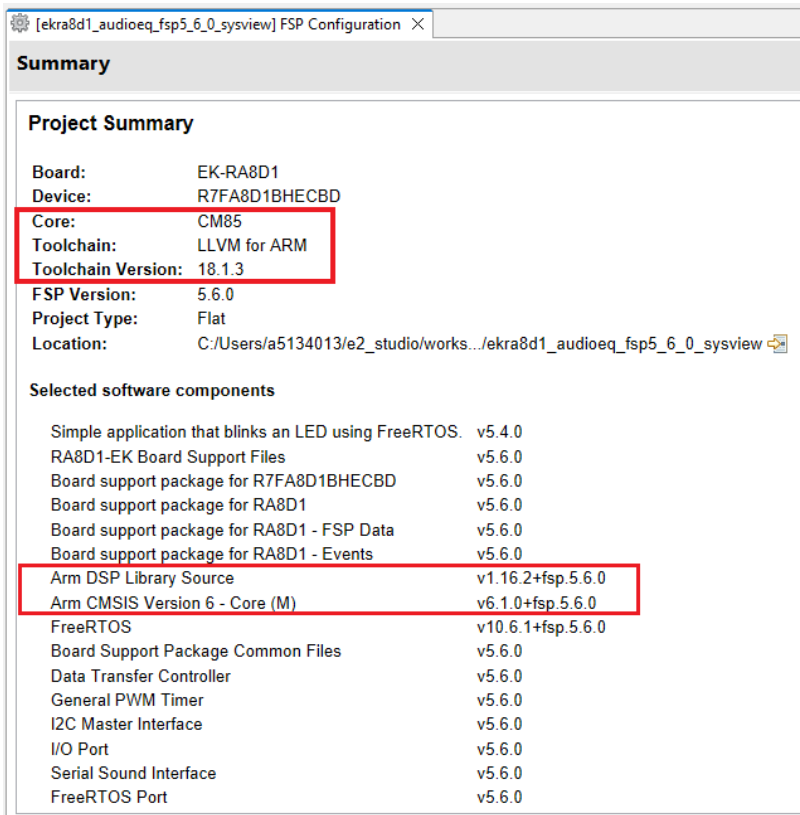 [ekra8d1_audioeq_fsp5_6_0_sysview] FSP Configuration
Summary
Project Summary
Board: EK-RA8D1
Device: R7FA8D1BHECBD
Core: CM85
Toolchain: LLVM for ARM
Toolchain Version: 18.1.3
FSP Version: 5.6.0
Project Type: Flat
Location: C:/Users/a5134013/e2_studio/works.../ekra8d1_audioeq_fsp5_6_0_sysview
Selected software components
Simple application that blinks an LED using FreeRTOS. v5.4.0
RA8D1-EK Board Support Files v5.6.0
Board support package for R7FA8D1BHECBD v5.6.0
Board support package for RA8D1 v5.6.0
Board support package for RA8D1 - FSP Data v5.6.0
Board support package for RA8D1 - Events v5.6.0
Arm DSP Library Source v1.16.2+fsp.5.6.0
Arm CMSIS Version 6 - Core (M) v6.1.0+fsp.5.6.0
FreeRTOS v10.6.1+fsp.5.6.0
Board Support Package Common Files v5.6.0
Data Transfer Controller v5.6.0
General PWM Timer v5.6.0
I2C Master Interface v5.6.0
I/O Port v5.6.0
Serial Sound Interface v5.6.0
FreeRTOS Port v5.6.0